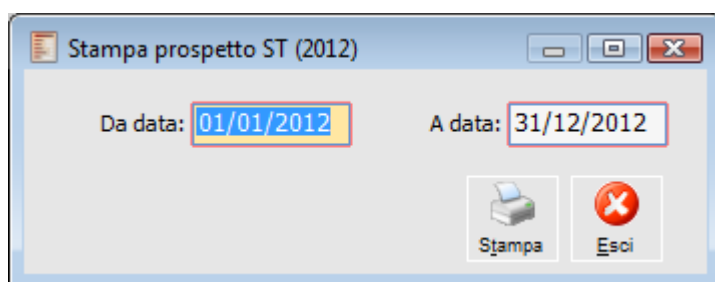 Stampa prospetto ST (2012)
Da data: 01/01/2012 A data: 31/12/2012
Stampa Esci